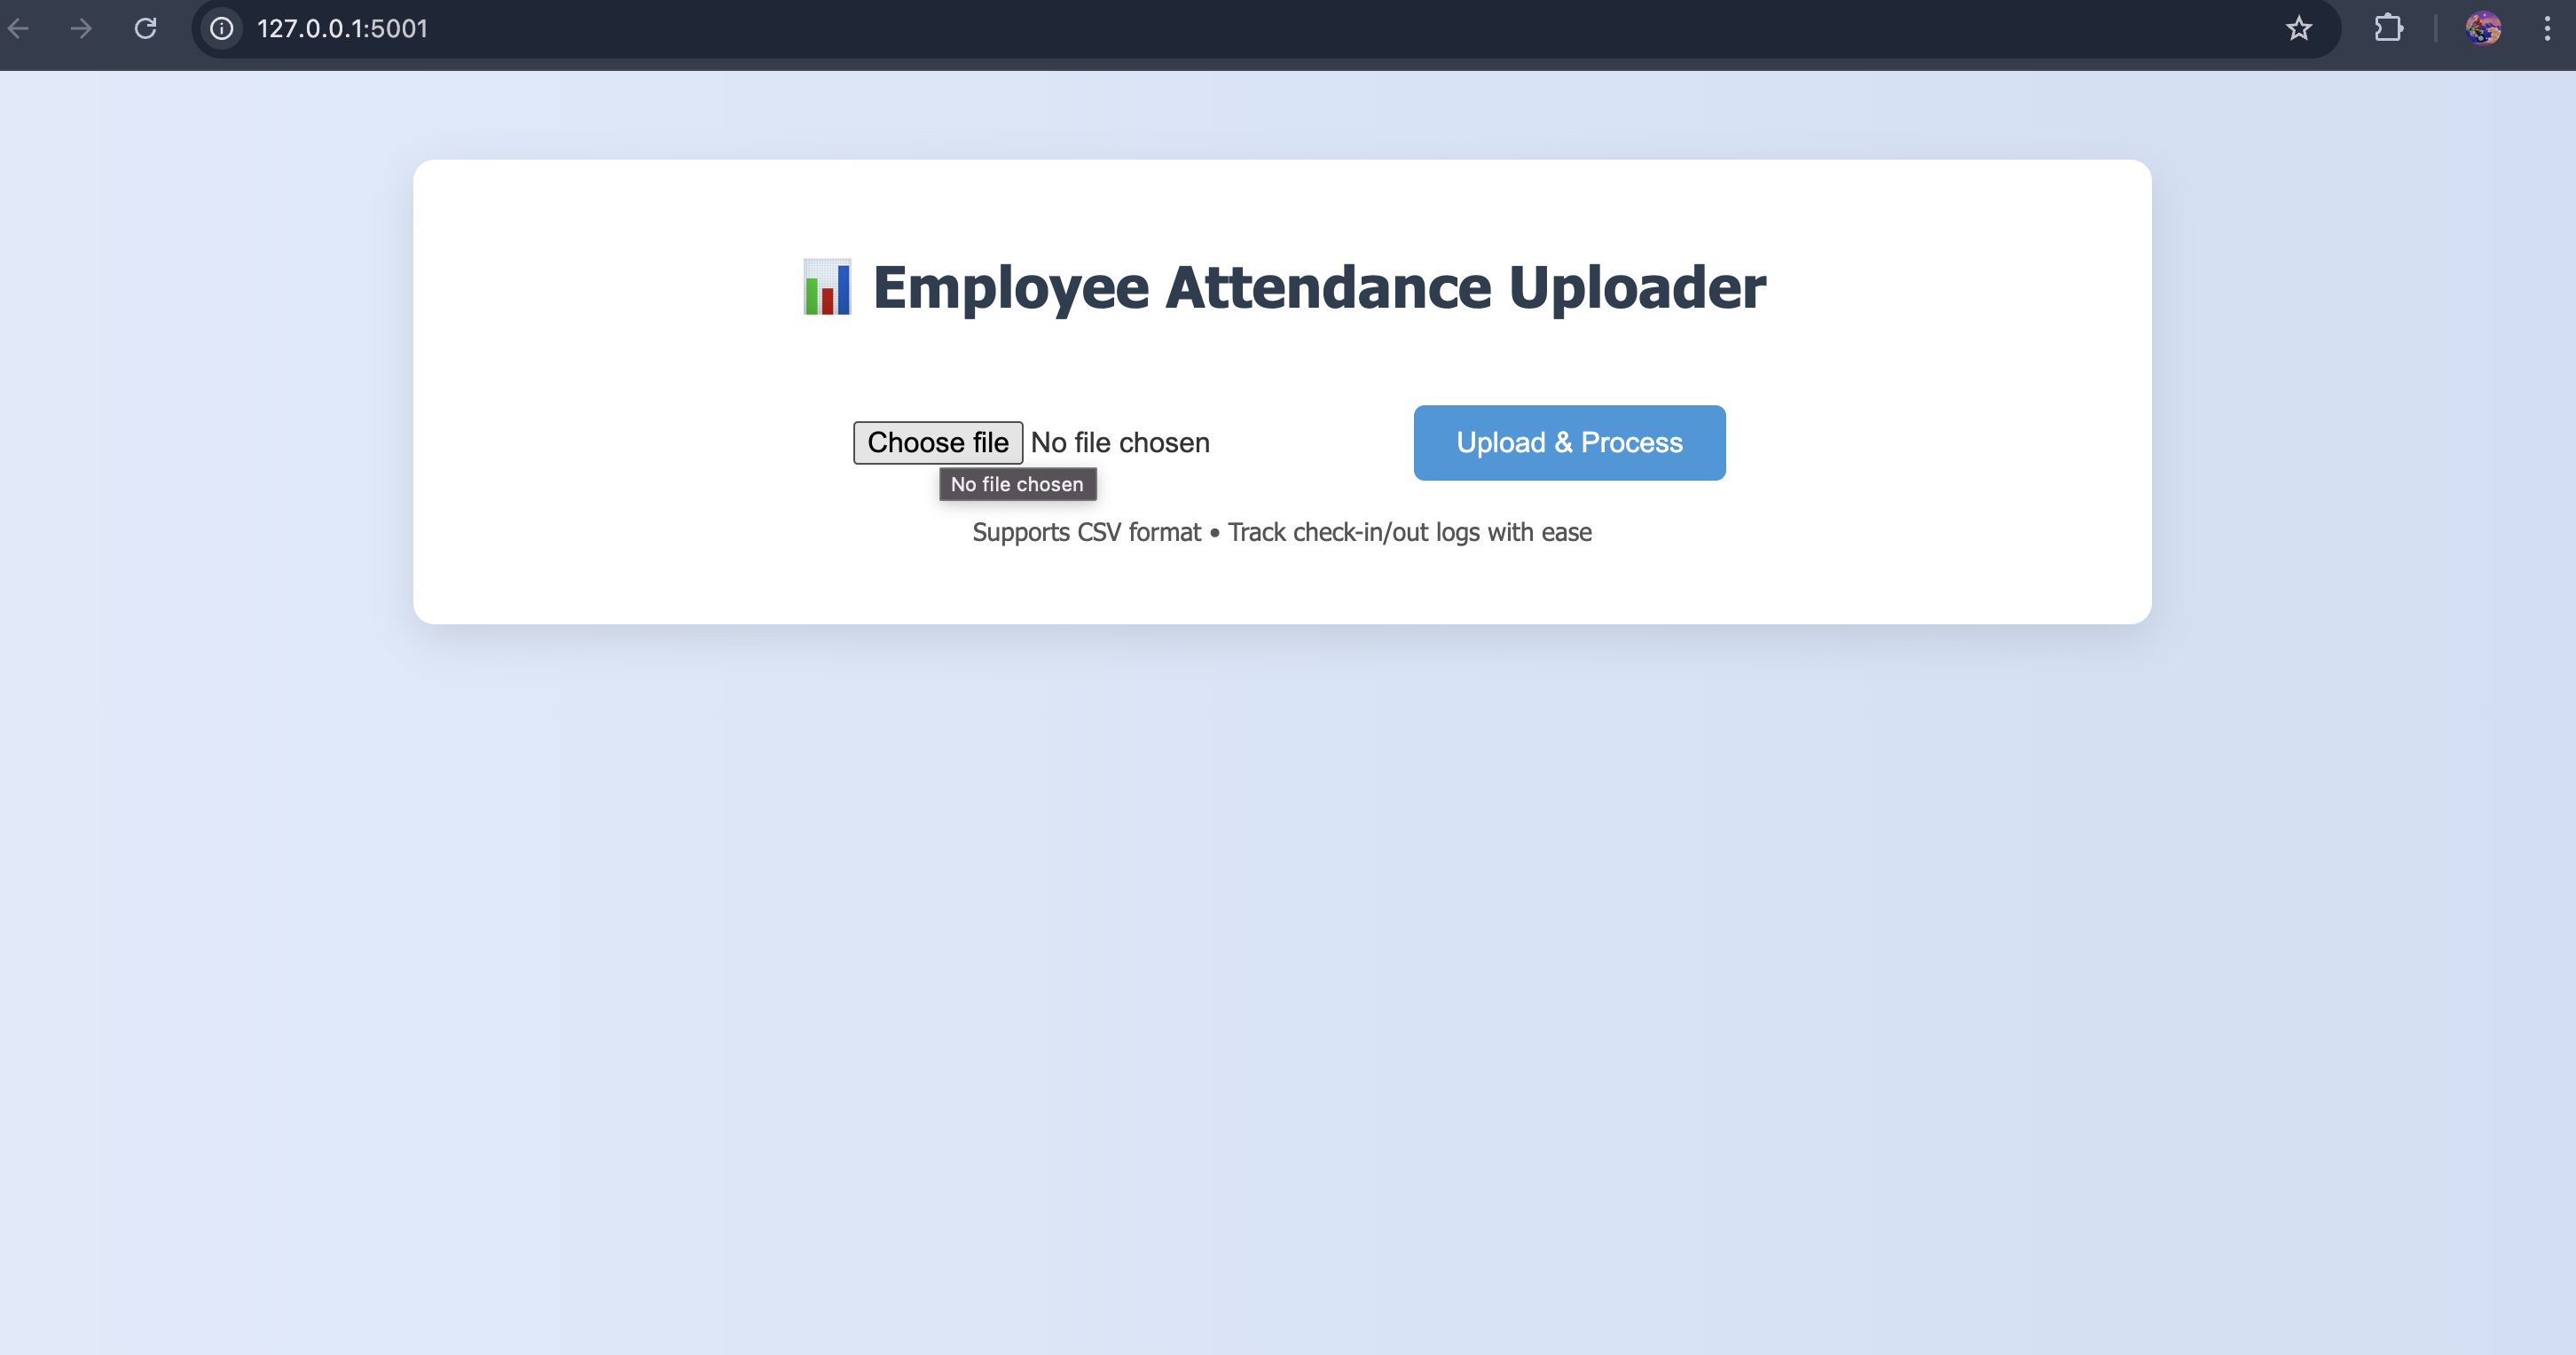 127.0.0.1:5001
Employee Attendance Uploader
Choose file No file chosen Upload & Process
No file chosen
Supports CSV format • Track check-in/out logs with ease